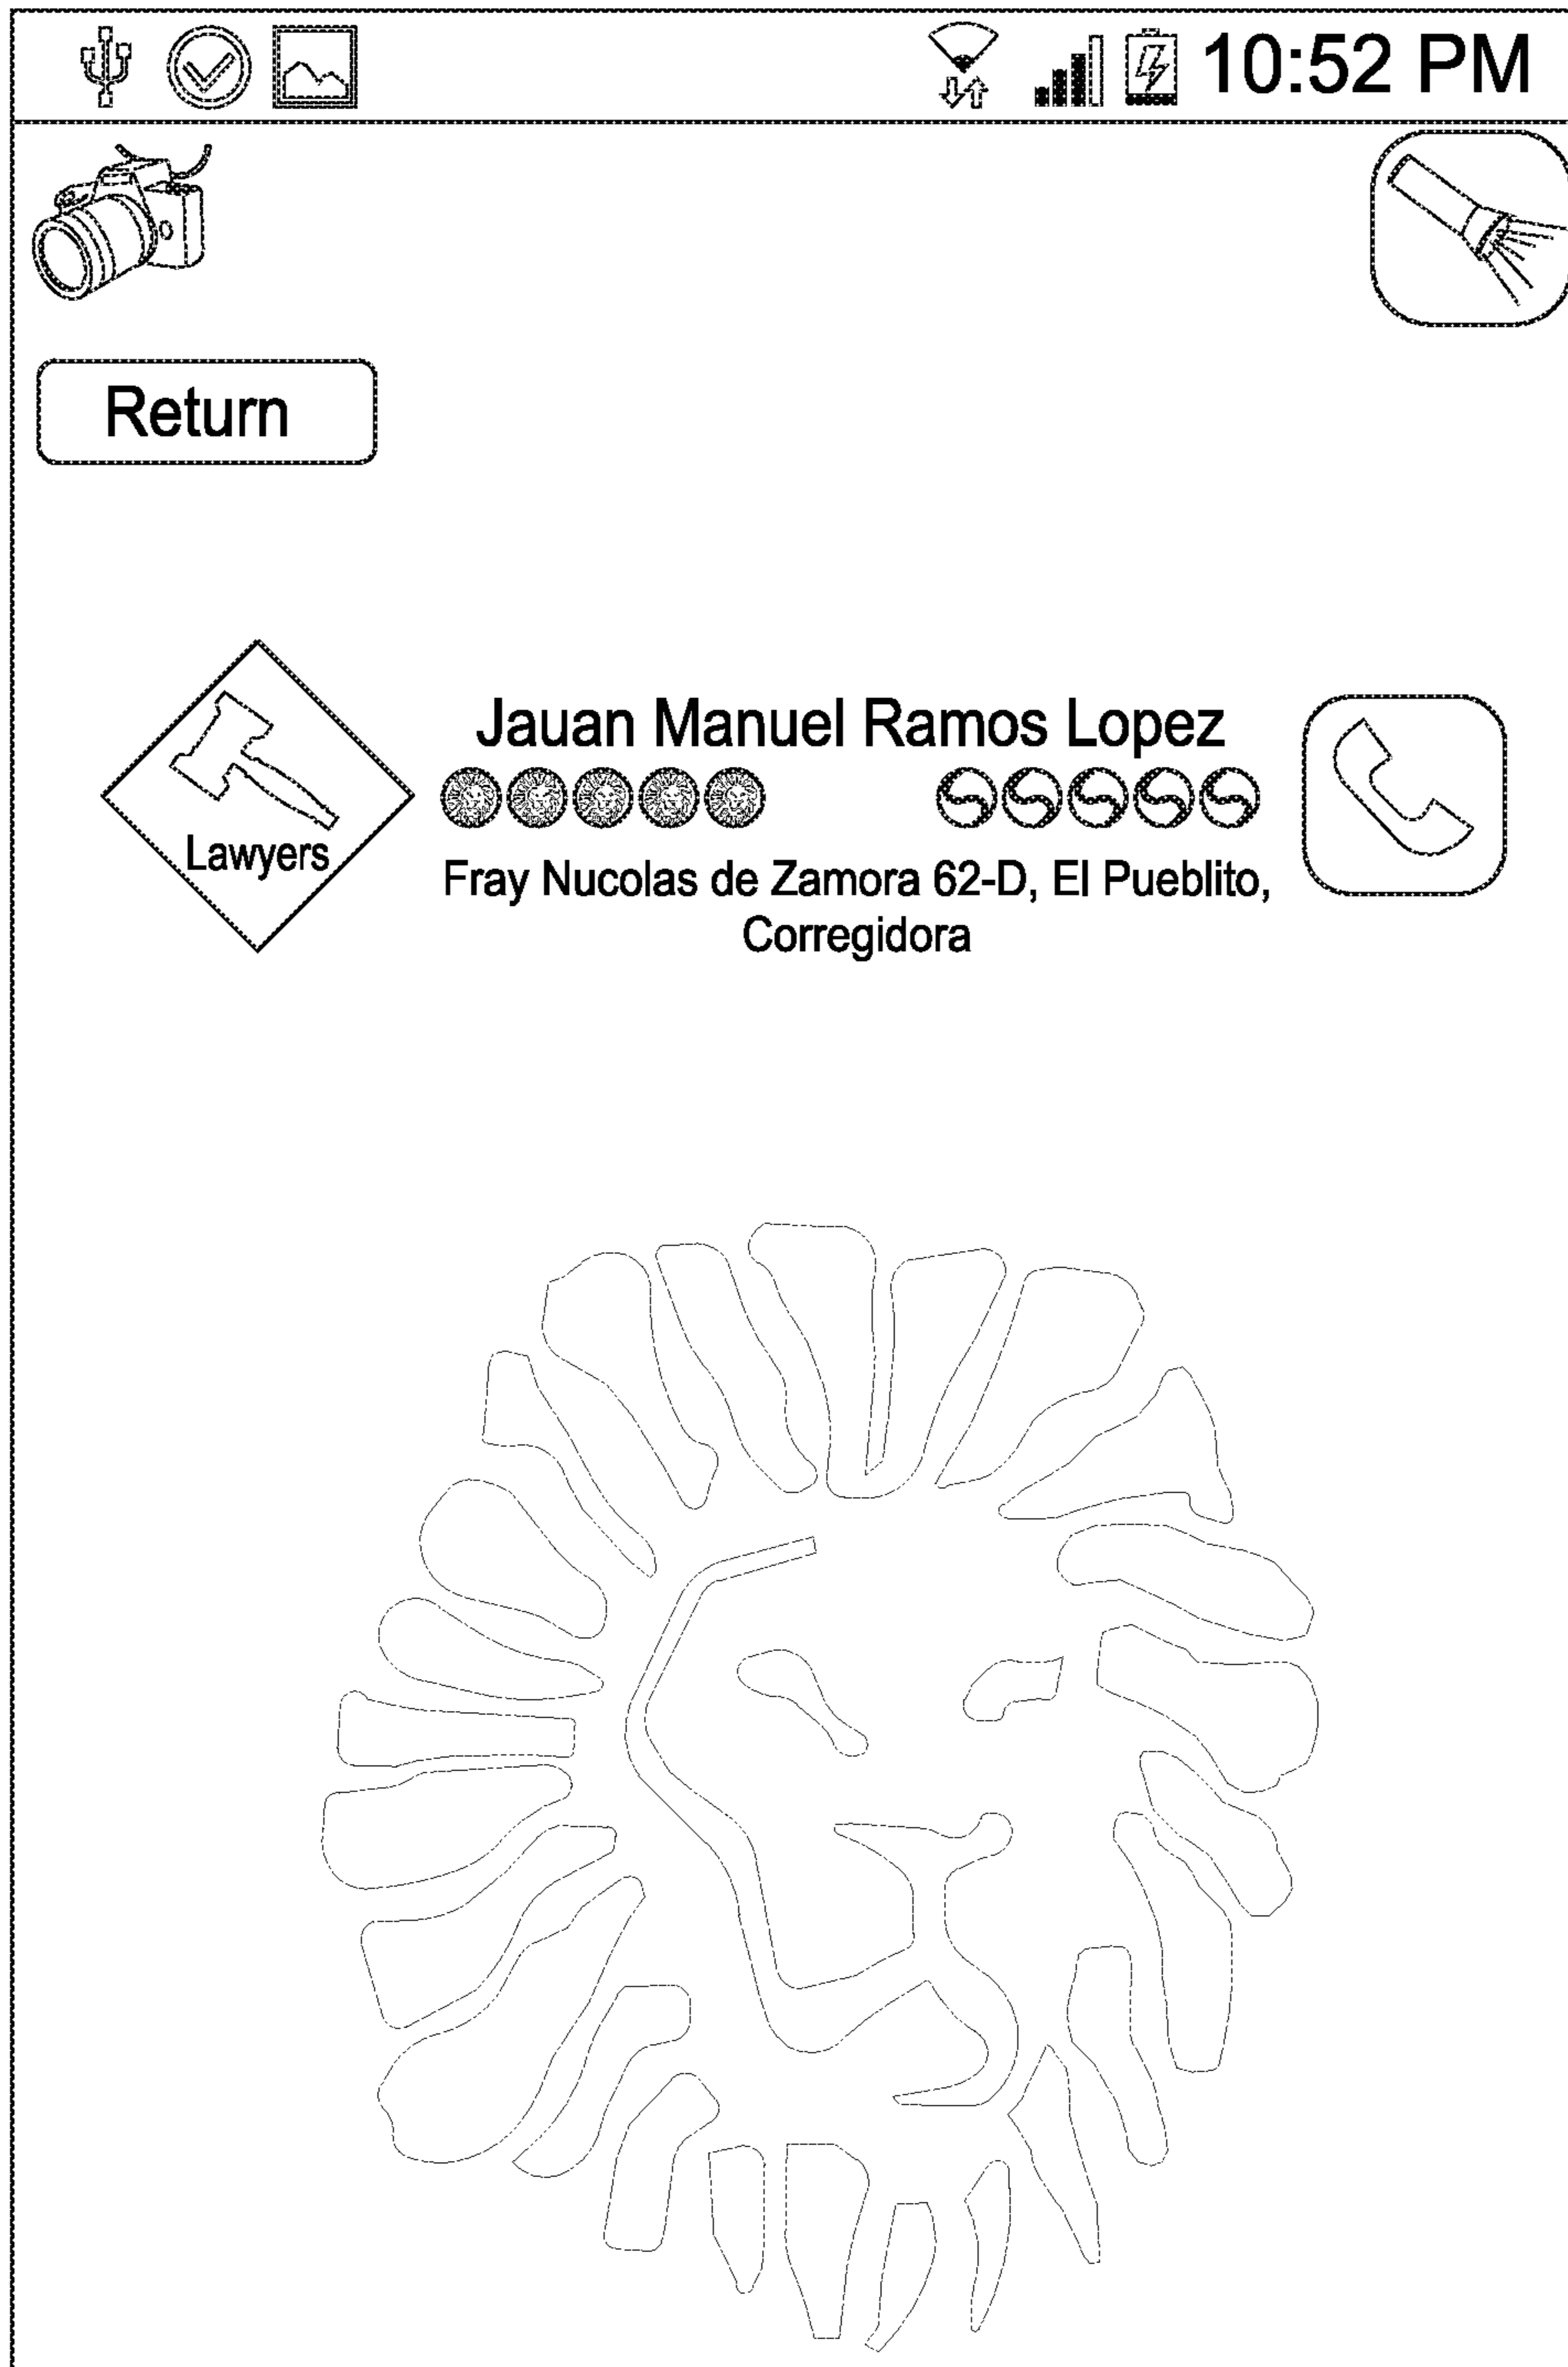 10:52 PM
Return
Jauan Manuel Ramos Lopez
Lawyers
Fray Nucolas de Zamora 62-D, El Pueblito,
Corregidora